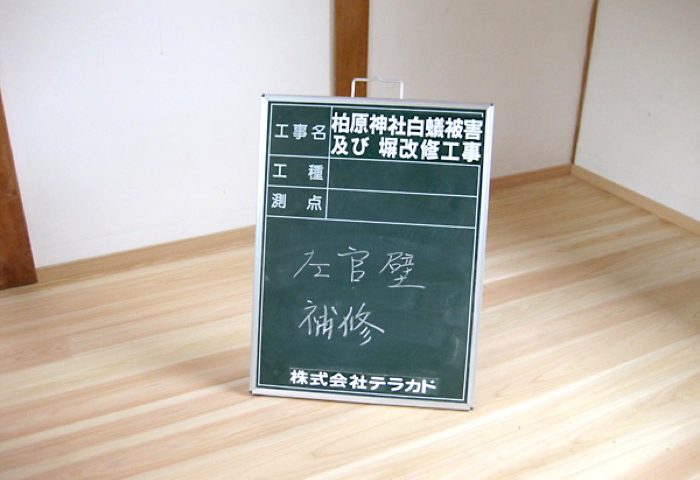 工事名
柏原神社白蟻被害
及び 塀改修工事
工 種
測 点
左官壁
補修
株式会社テラカド